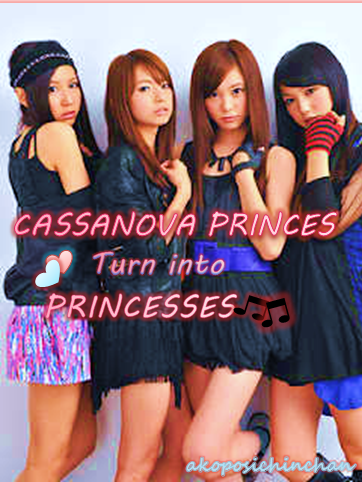 CASSANOVA PRINCES
Turn into
PRINCESSES
akoposichinchan